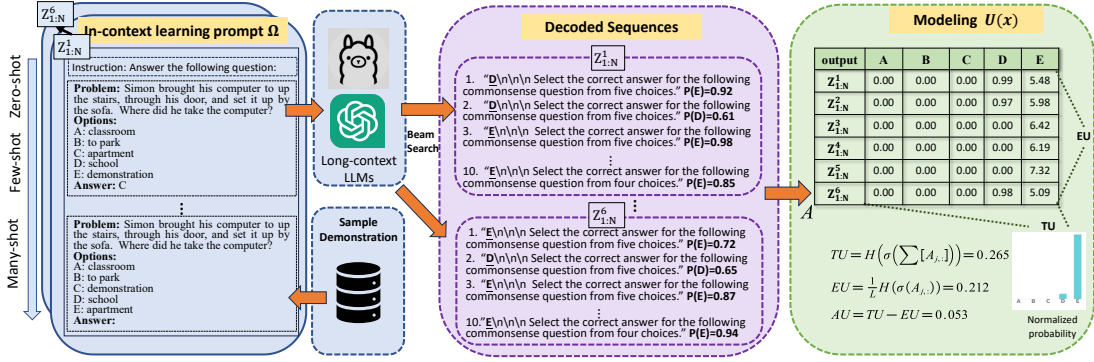 Z^6_{1:N}
Z^1_{1:N}
In-context learning prompt Ω
Zero-shot
Few-shot
Many-shot
Instruction: Answer the following question:
Problem: Simon brought his computer to up
the stairs, through his door, and set it up by
the sofa. Where did he take the computer?
Options:
A: classroom
B: to park
C: apartment
D: school
E: demonstration
Answer: C
⋮
Problem: Simon brought his computer to up
the stairs, through his door, and set it up by
the sofa. Where did he take the computer?
Options:
A: classroom
B: to park
C: demonstration
D: school
E: apartment
Answer:
Long-context
LLMs
Sample
Demonstration
Beam
Search
Decoded Sequences
Z^1_{1:N}
1. “D\n\n\n Select the correct answer for the following
commonsense question from five choices.” P(E)=0.92
2. “D\n\n\n Select the correct answer for the following
commonsense question from five choices.” P(D)=0.61
3. “E\n\n\n Select the correct answer for the following
commonsense question from five choices.” P(E)=0.98
⋮
10. “E\n\n\n Select the correct answer for the following
commonsense question from four choices.” P(E)=0.85
⋮
Z^6_{1:N}
1. “E\n\n\n Select the correct answer for the following
commonsense question from five choices.” P(E)=0.72
2. “D\n\n\n Select the correct answer for the following
commonsense question from five choices.” P(D)=0.65
3. “E\n\n\n Select the correct answer for the following
commonsense question from five choices.” P(E)=0.87
⋮
10.”E\n\n\n Select the correct answer for the following
commonsense question from four choices.” P(E)=0.94
Modeling U(x)
output A B C D E
Z^1_{1:N} 0.00 0.00 0.00 0.99 5.48
Z^2_{1:N} 0.00 0.00 0.00 0.97 5.98
Z^3_{1:N} 0.00 0.00 0.00 0.00 6.42
Z^4_{1:N} 0.00 0.00 0.00 0.00 6.19
Z^5_{1:N} 0.00 0.00 0.00 0.00 7.32
Z^6_{1:N} 0.00 0.00 0.00 0.98 5.09
EU
A
TU
TU = H(σ(∑[A_{j,:}])) = 0.265
EU = 1/L H(σ(A_{j,:})) = 0.212
AU = TU − EU = 0.053
A B C D E
Normalized
probability